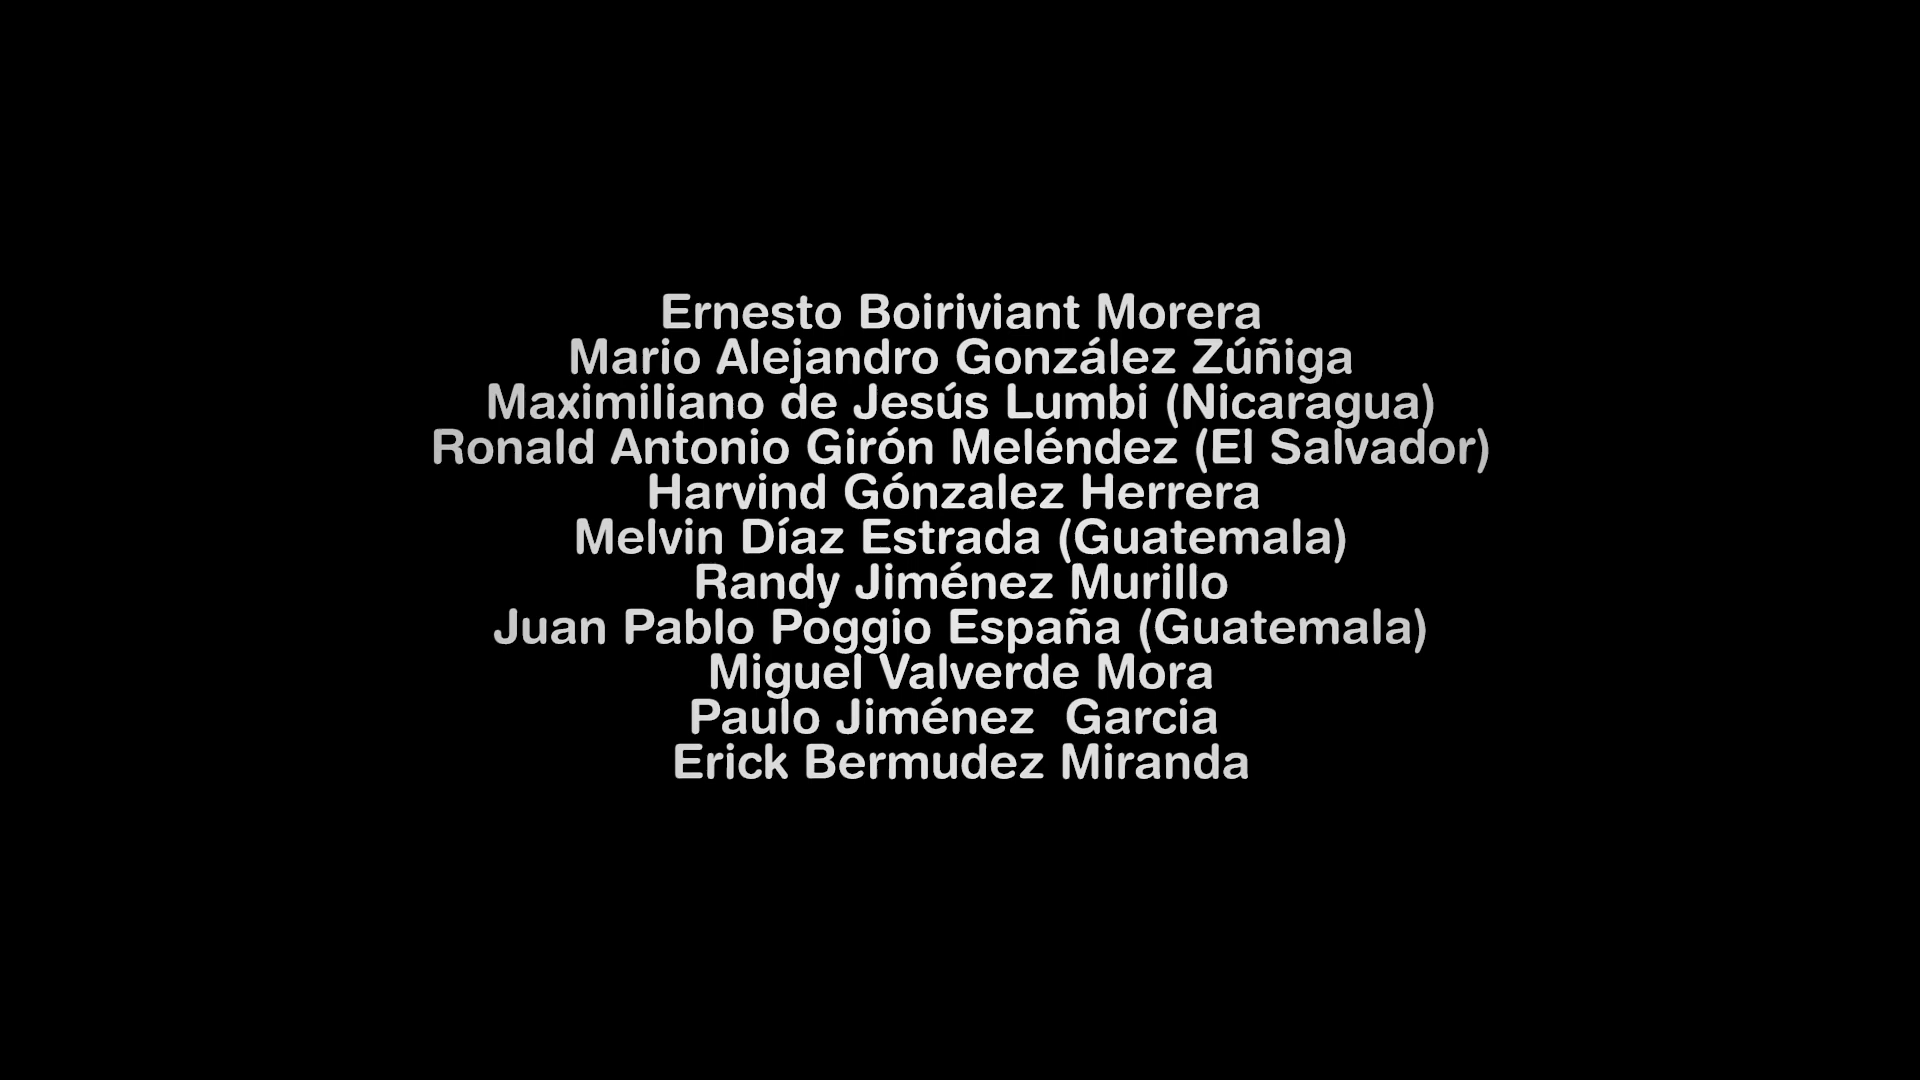 Ernesto Boiriviant Morera
Mario Alejandro González Zúñiga
Maximiliano de Jesús Lumbi (Nicaragua)
Ronald Antonio Girón Meléndez (El Salvador)
Harvind Gónzalez Herrera
Melvin Díaz Estrada (Guatemala)
Randy Jiménez Murillo
Juan Pablo Poggio España (Guatemala)
Miguel Valverde Mora
Paulo Jiménez  Garcia
Erick Bermudez Miranda